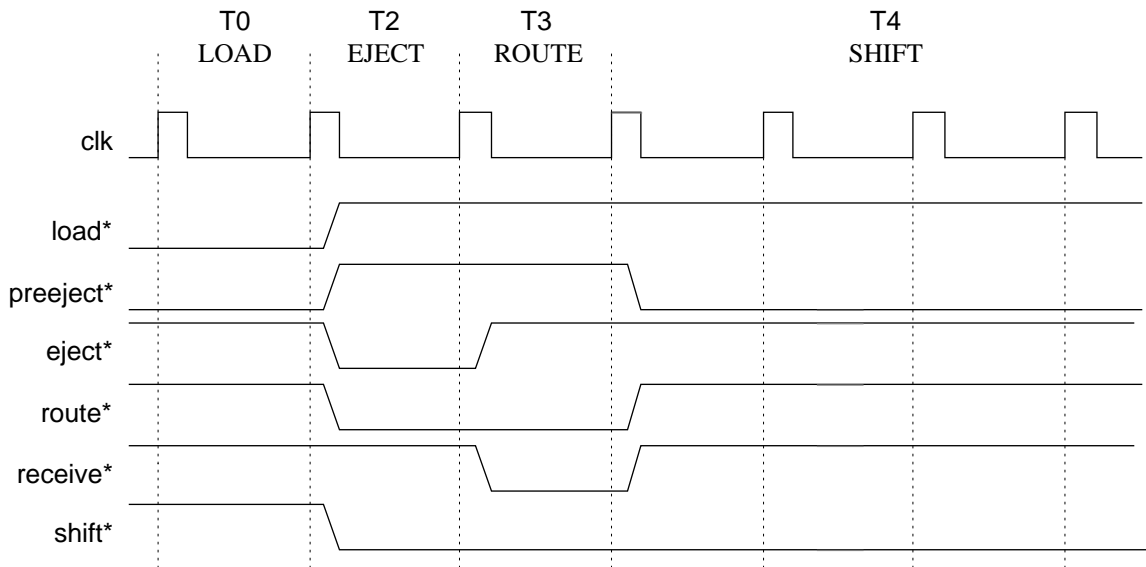 T0 T2 T3 T4
LOAD EJECT ROUTE SHIFT
clk
load*
preeject*
eject*
route*
receive*
shift*